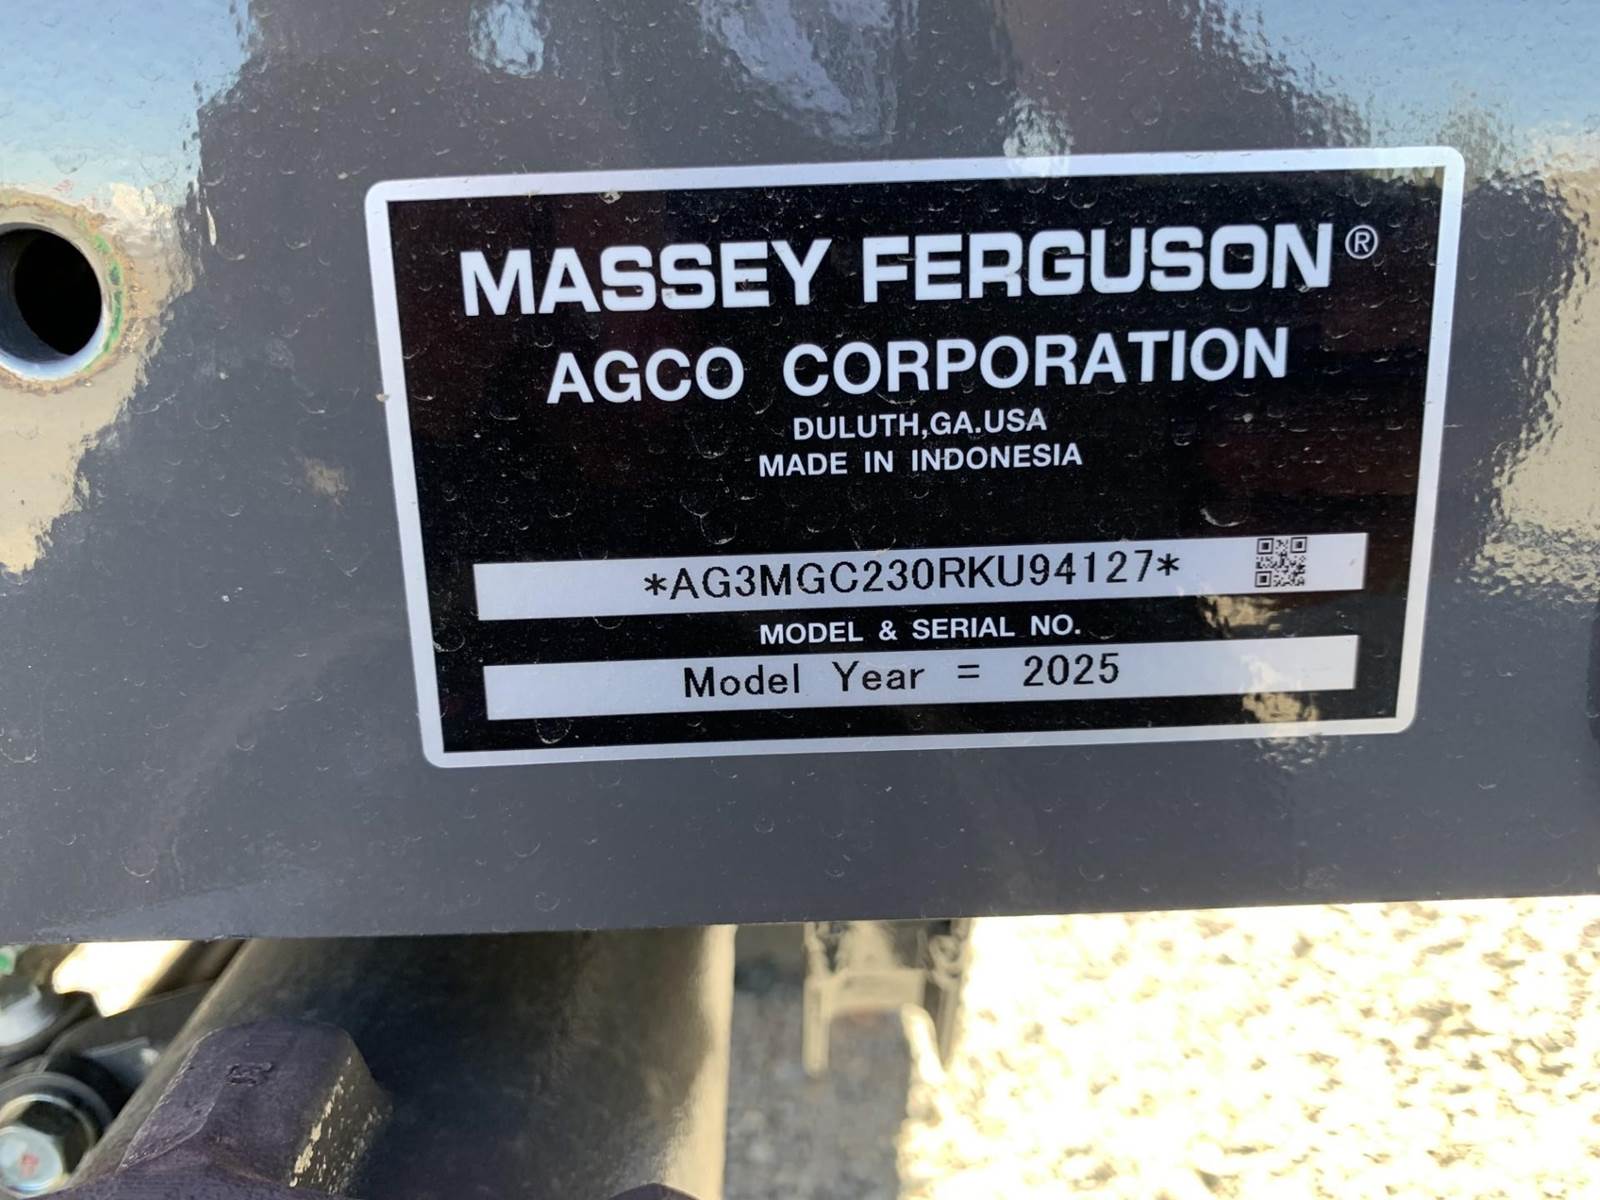 MASSEY FERGUSON®
AGCO CORPORATION
DULUTH,GA.USA
MADE IN INDONESIA
*AG3MGC230RKU94127*
MODEL & SERIAL NO.
Model Year = 2025